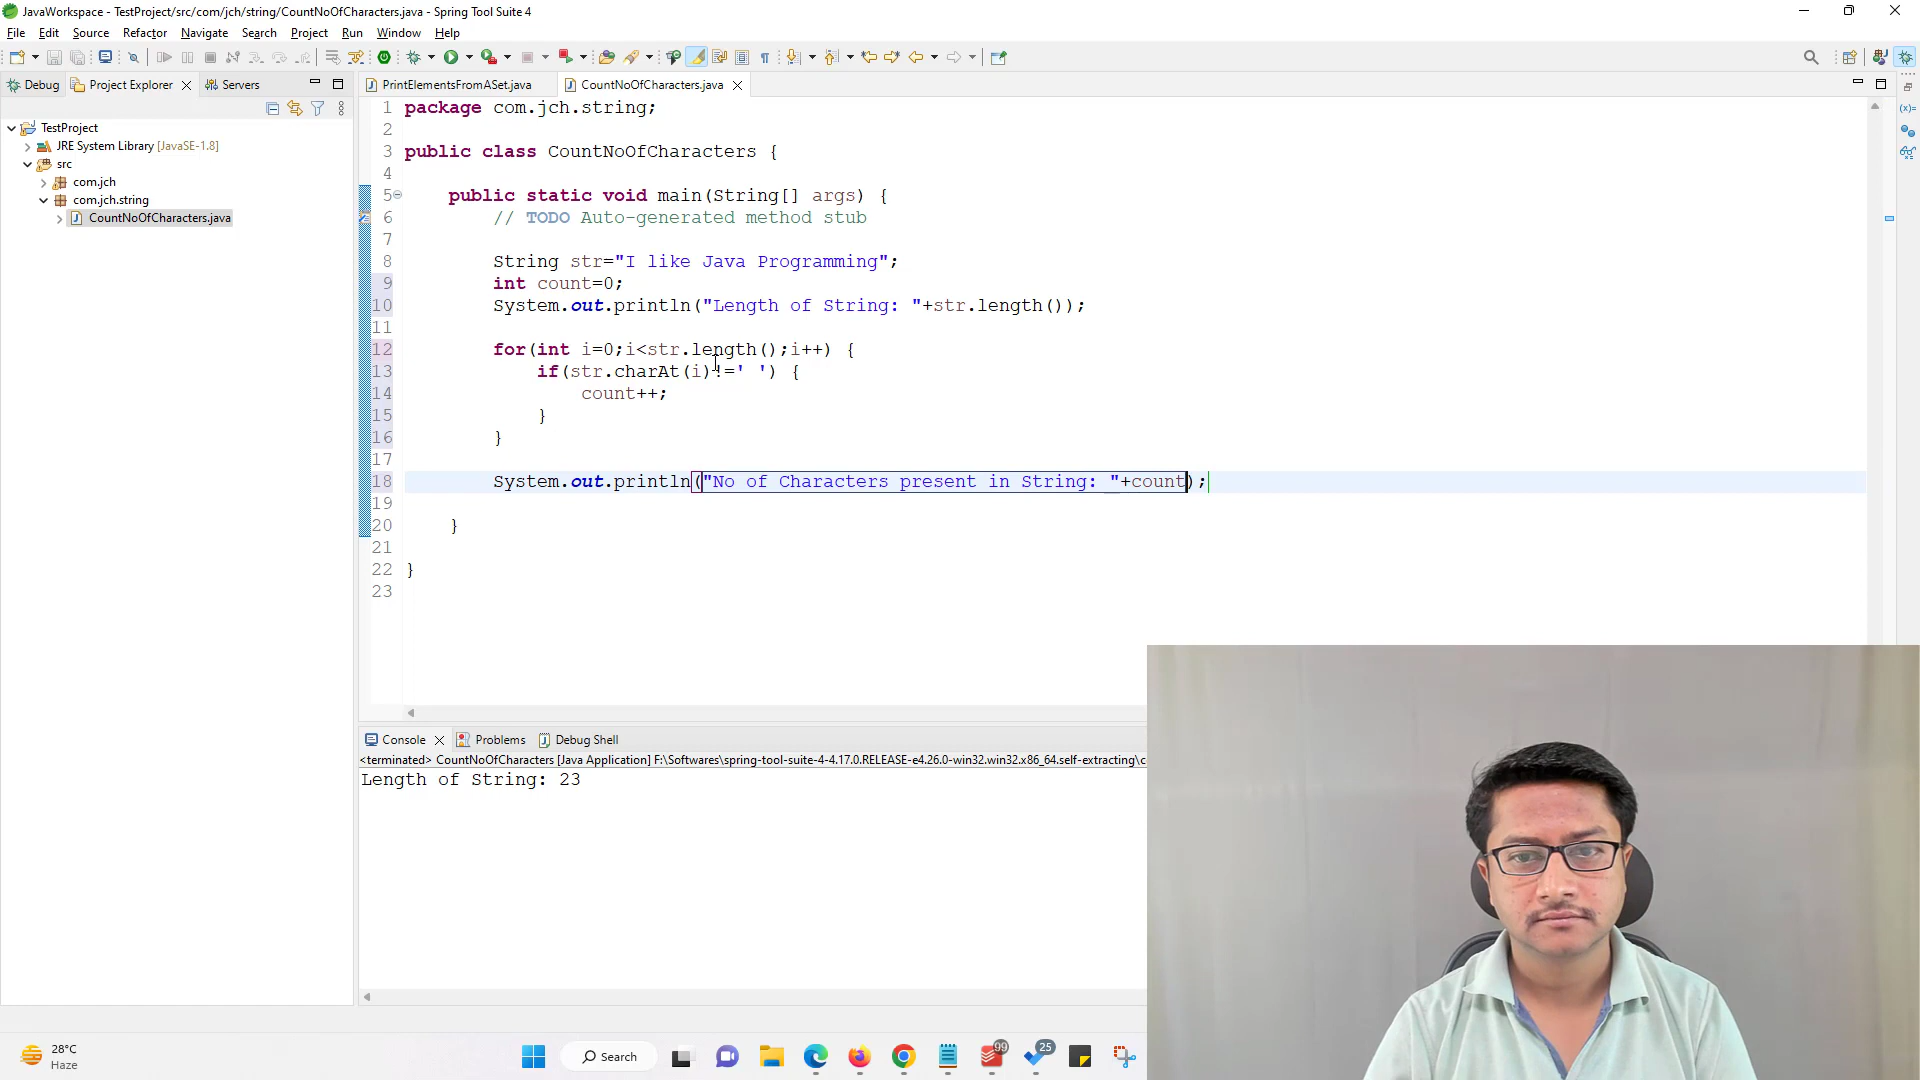 JavaWorkspace - TestProject/src/com/jch/string/CountNoOfCharacters.java - Spring Tool Suite 4
File Edit Source Refactor Navigate Search Project Run Window Help
Debug Project Explorer Servers
PrintElementsFromASet.java CountNoOfCharacters.java
TestProject
JRE System Library [JavaSE-1.8]
src
com.jch
com.jch.string
CountNoOfCharacters.java
1 package com.jch.string;
2
3 public class CountNoOfCharacters {
4
5 public static void main(String[] args) {
6 // TODO Auto-generated method stub
7
8 String str="I like Java Programming";
9 int count=0;
10 System.out.println("Length of String: "+str.length());
11
12 for(int i=0;i<str.length();i++) {
13 if(str.charAt(i)!=' ') {
14 count++;
15 }
16 }
17
18 System.out.println("No of Characters present in String: "+count);
19
20 }
21
22 }
23
Console Problems Debug Shell
<terminated> CountNoOfCharacters [Java Application] F:\Softwares\spring-tool-suite-4-4.17.0.RELEASE-e4.26.0-win32.win32.x86_64.self-extracting\c
Length of String: 23
28°C
Haze
Search
99
25
(x)=